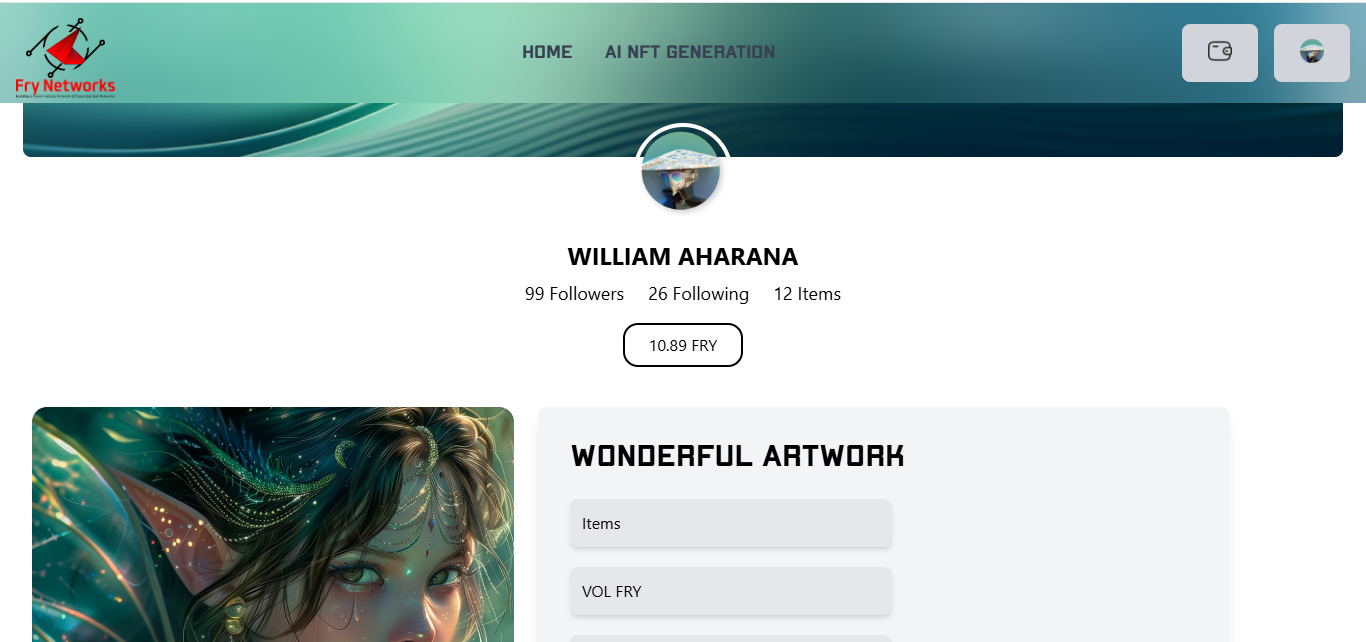 HOME AI NFT GENERATION
Fry Networks
WILLIAM AHARANA
99 Followers 26 Following 12 Items
10.89 FRY
WONDERFUL ARTWORK
Items
VOL FRY